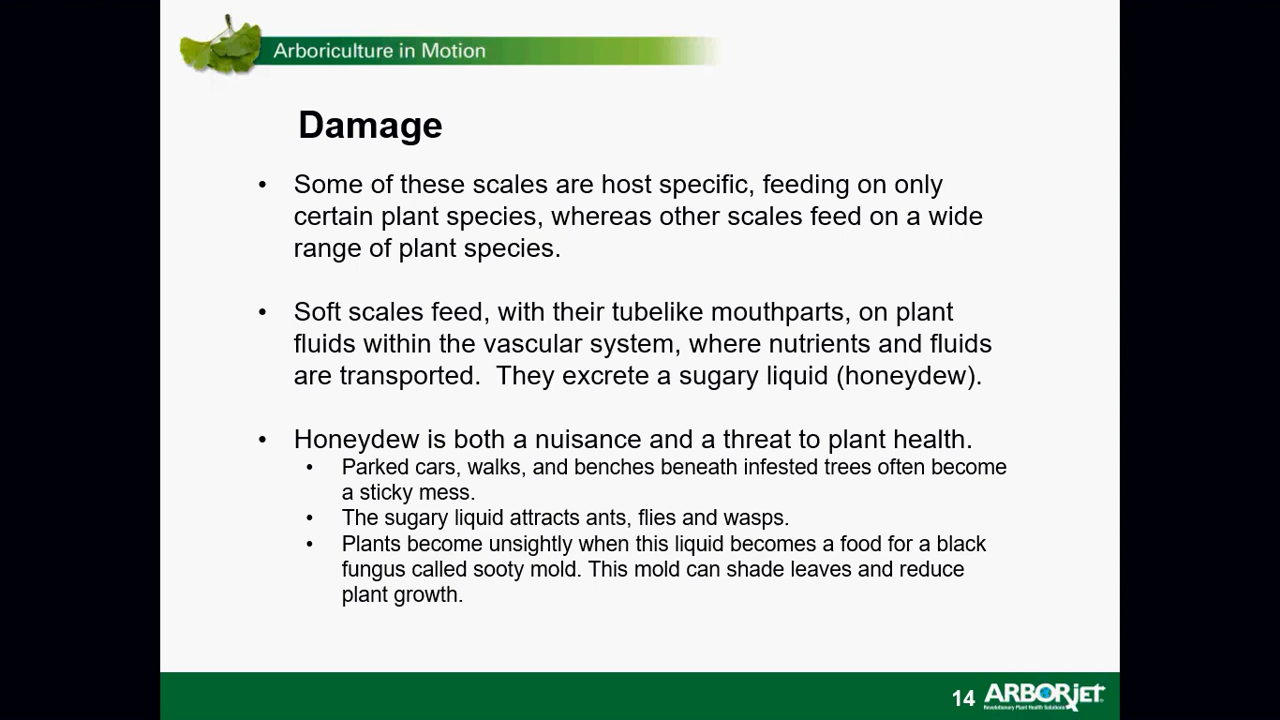 Arboriculture in Motion
Damage
• Some of these scales are host specific, feeding on only
certain plant species, whereas other scales feed on a wide
range of plant species.
• Soft scales feed, with their tubelike mouthparts, on plant
fluids within the vascular system, where nutrients and fluids
are transported.  They excrete a sugary liquid (honeydew).
• Honeydew is both a nuisance and a threat to plant health.
• Parked cars, walks, and benches beneath infested trees often become
a sticky mess.
• The sugary liquid attracts ants, flies and wasps.
• Plants become unsightly when this liquid becomes a food for a black
fungus called sooty mold. This mold can shade leaves and reduce
plant growth.
14 ARBORjET
Revolutionary Plant Health Solutions